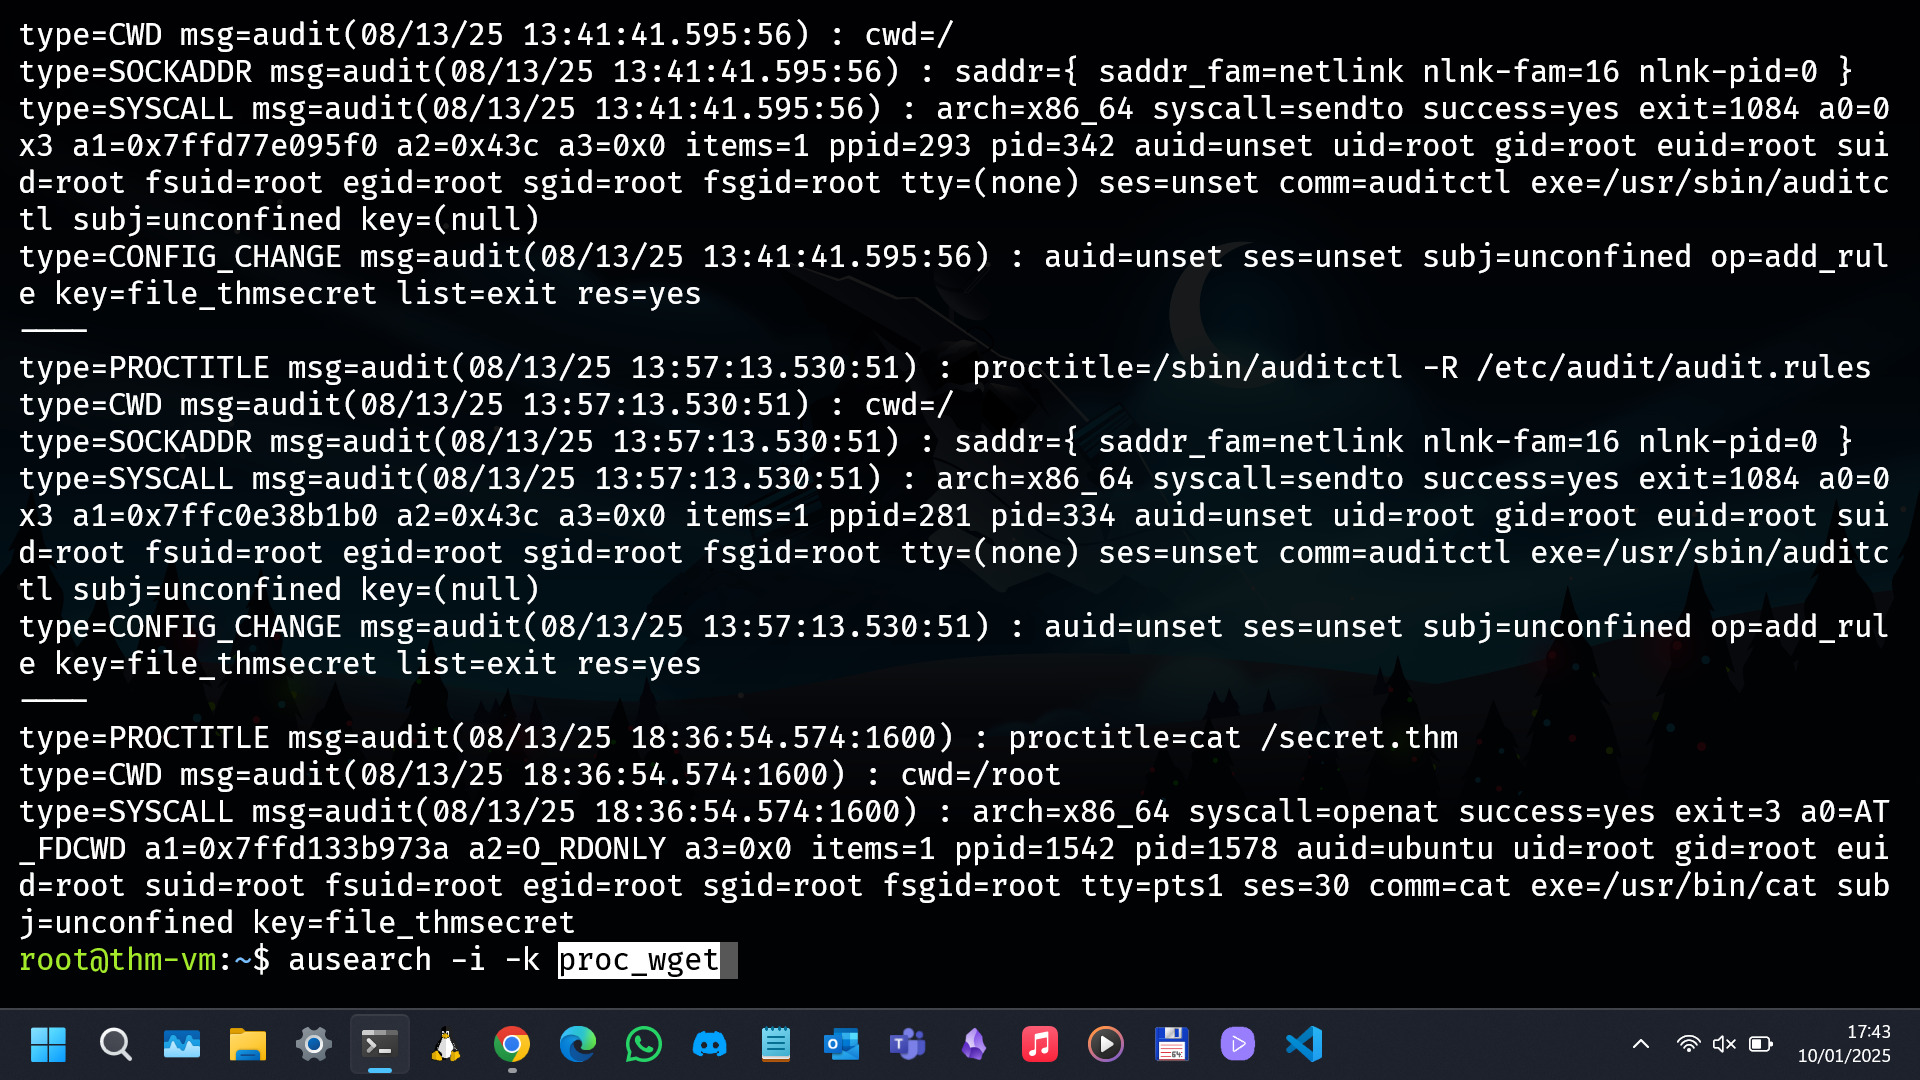 type=CWD msg=audit(08/13/25 13:41:41.595:56) : cwd=/
type=SOCKADDR msg=audit(08/13/25 13:41:41.595:56) : saddr={ saddr_fam=netlink nlnk-fam=16 nlnk-pid=0 }
type=SYSCALL msg=audit(08/13/25 13:41:41.595:56) : arch=x86_64 syscall=sendto success=yes exit=1084 a0=0
x3 a1=0x7ffd77e095f0 a2=0x43c a3=0x0 items=1 ppid=293 pid=342 auid=unset uid=root gid=root euid=root sui
d=root fsuid=root egid=root sgid=root fsgid=root tty=(none) ses=unset comm=auditctl exe=/usr/sbin/auditc
tl subj=unconfined key=(null)
type=CONFIG_CHANGE msg=audit(08/13/25 13:41:41.595:56) : auid=unset ses=unset subj=unconfined op=add_rul
e key=file_thmsecret list=exit res=yes
----
type=PROCTITLE msg=audit(08/13/25 13:57:13.530:51) : proctitle=/sbin/auditctl -R /etc/audit/audit.rules
type=CWD msg=audit(08/13/25 13:57:13.530:51) : cwd=/
type=SOCKADDR msg=audit(08/13/25 13:57:13.530:51) : saddr={ saddr_fam=netlink nlnk-fam=16 nlnk-pid=0 }
type=SYSCALL msg=audit(08/13/25 13:57:13.530:51) : arch=x86_64 syscall=sendto success=yes exit=1084 a0=0
x3 a1=0x7ffc0e38b1b0 a2=0x43c a3=0x0 items=1 ppid=281 pid=334 auid=unset uid=root gid=root euid=root sui
d=root fsuid=root egid=root sgid=root fsgid=root tty=(none) ses=unset comm=auditctl exe=/usr/sbin/auditc
tl subj=unconfined key=(null)
type=CONFIG_CHANGE msg=audit(08/13/25 13:57:13.530:51) : auid=unset ses=unset subj=unconfined op=add_rul
e key=file_thmsecret list=exit res=yes
----
type=PROCTITLE msg=audit(08/13/25 18:36:54.574:1600) : proctitle=cat /secret.thm
type=CWD msg=audit(08/13/25 18:36:54.574:1600) : cwd=/root
type=SYSCALL msg=audit(08/13/25 18:36:54.574:1600) : arch=x86_64 syscall=openat success=yes exit=3 a0=AT
_FDCWD a1=0x7ffd133b973a a2=O_RDONLY a3=0x0 items=1 ppid=1542 pid=1578 auid=ubuntu uid=root gid=root eui
d=root suid=root fsuid=root egid=root sgid=root fsgid=root tty=pts1 ses=30 comm=cat exe=/usr/bin/cat sub
j=unconfined key=file_thmsecret
root@thm-vm:~$ ausearch -i -k proc_wget
17:43
10/01/2025